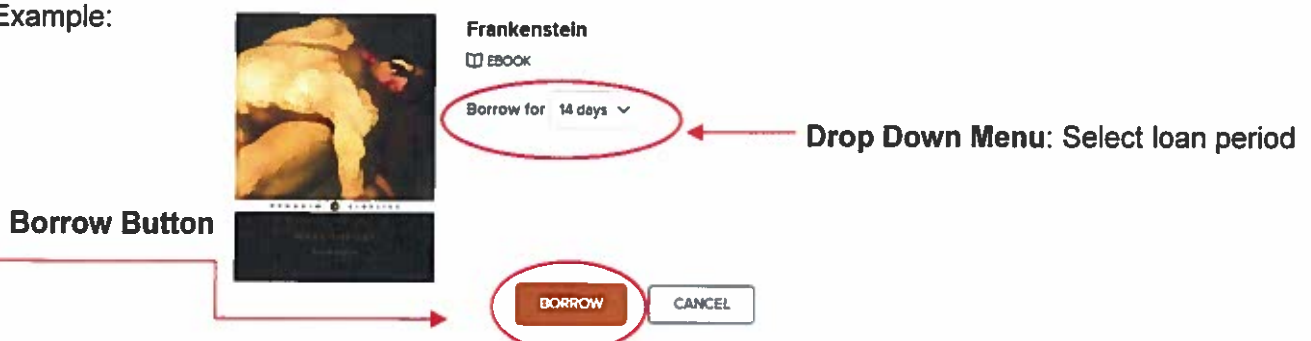 Example:
Frankenstein
EBOOK
Borrow for 14 days
Drop Down Menu: Select loan period
Borrow Button
BORROW
CANCEL